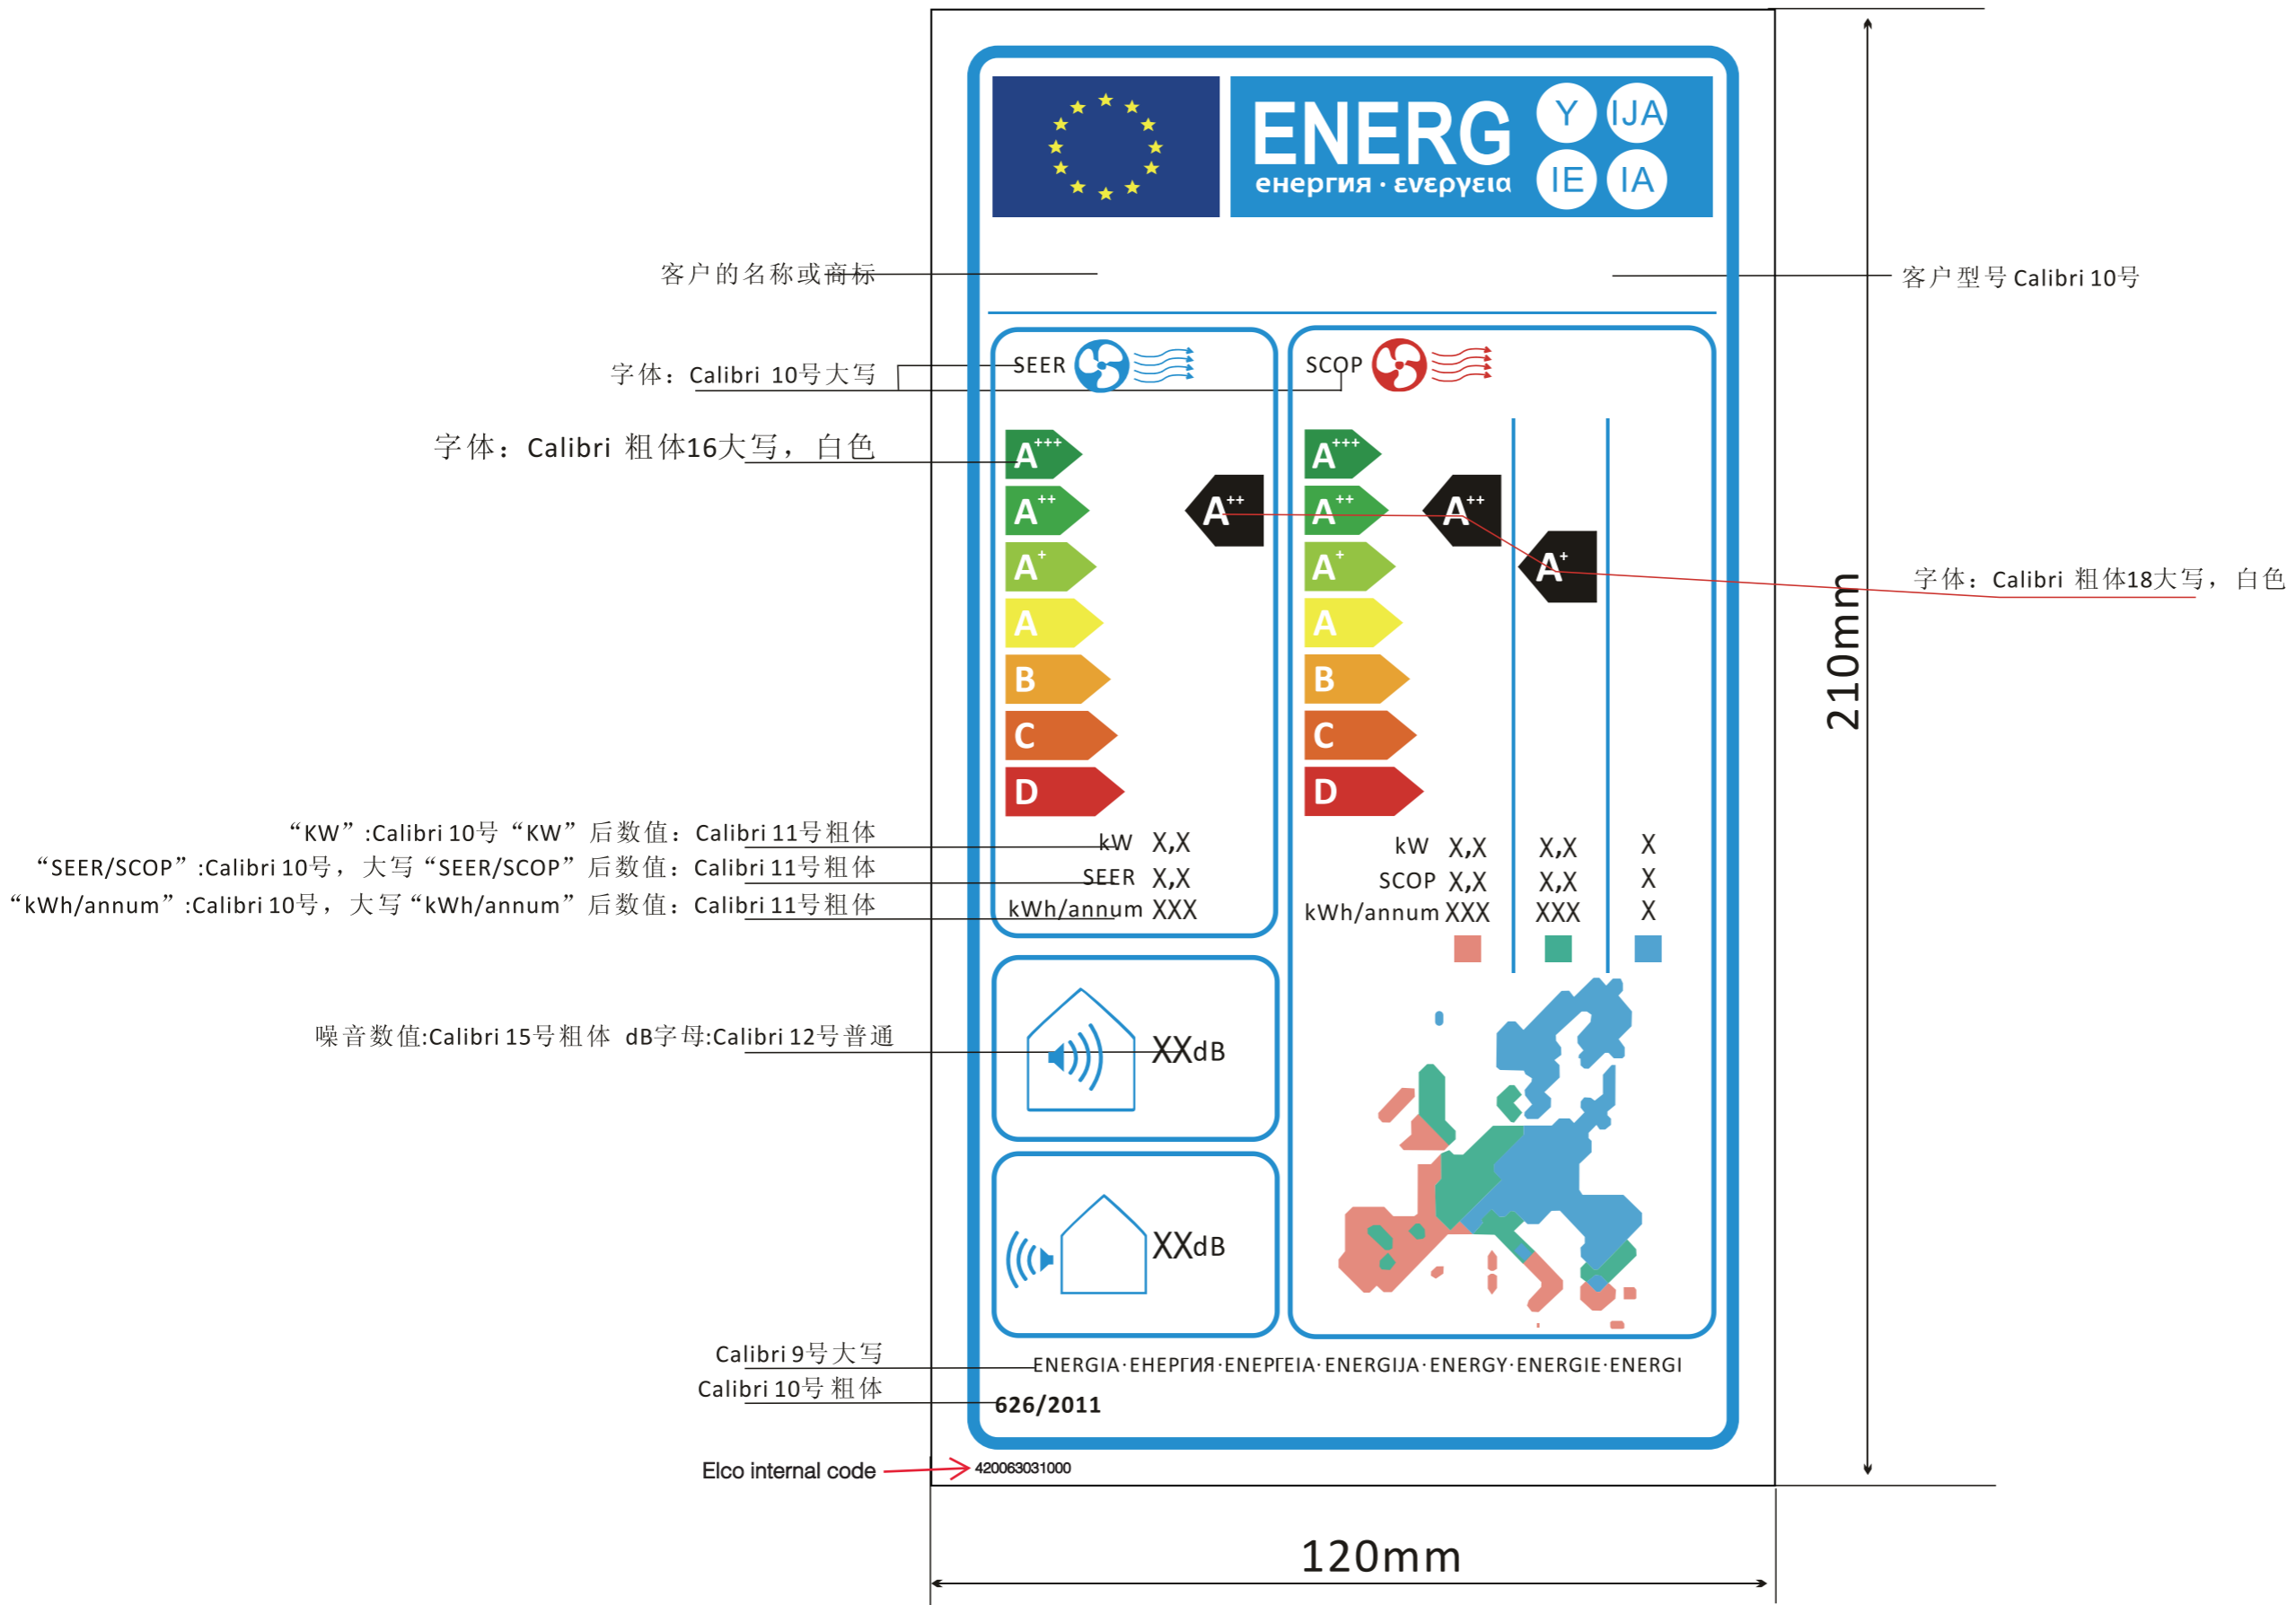 ENERG
Y
IJA
IE
IA
енергия · ενεργεια
客户的名称或商标
客户型号 Calibri 10号
字体：Calibri 10号大写
SEER
SCOP
字体：Calibri 粗体16大写，白色
A+++
A++
A+
A
B
C
D
A++
A+++
A++
A+
A
B
C
D
A++
A+
字体：Calibri 粗体18大写，白色
210mm
“KW”:Calibri 10号“KW”后数值：Calibri 11号粗体
“SEER/SCOP”:Calibri 10号，大写“SEER/SCOP”后数值：Calibri 11号粗体
“kWh/annum”:Calibri 10号，大写“kWh/annum”后数值：Calibri 11号粗体
kW X,X
SEER X,X
kWh/annum XXX
kW X,X X,X X
SCOP X,X X,X X
kWh/annum XXX XXX X
噪音数值:Calibri 15号粗体 dB字母:Calibri 12号普通
XXdB
XXdB
Calibri 9号大写
ENERGIA·ЕНЕРГИЯ·ΕΝΕΡΓΕΙΑ·ENERGIJA·ENERGY·ENERGIE·ENERGI
Calibri 10号粗体
626/2011
Elco internal code
420063031000
120mm